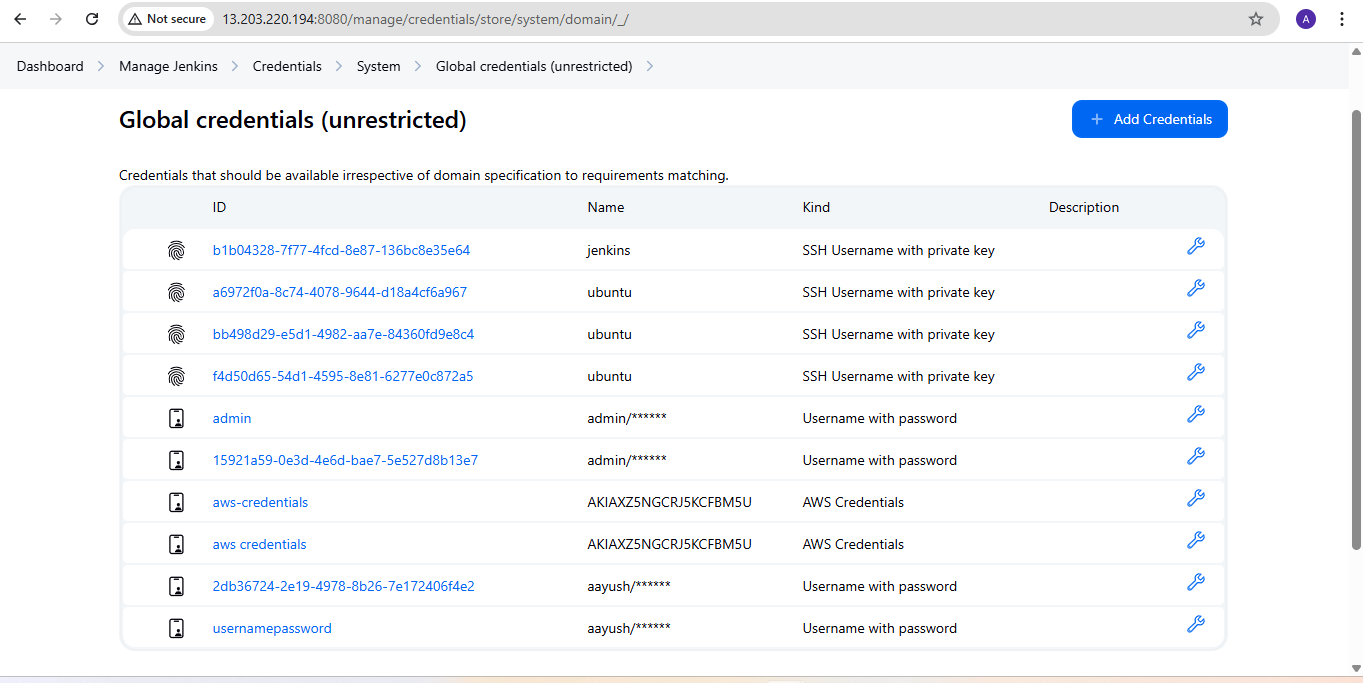 Not secure 13.203.220.194:8080/manage/credentials/store/system/domain/_/ A
Dashboard > Manage Jenkins > Credentials > System > Global credentials (unrestricted) >
Global credentials (unrestricted)
+ Add Credentials
Credentials that should be available irrespective of domain specification to requirements matching.
ID Name Kind Description
b1b04328-7f77-4fcd-8e87-136bc8e35e64 jenkins SSH Username with private key
a6972f0a-8c74-4078-9644-d18a4cf6a967 ubuntu SSH Username with private key
bb498d29-e5d1-4982-aa7e-84360fd9e8c4 ubuntu SSH Username with private key
f4d50d65-54d1-4595-8e81-6277e0c872a5 ubuntu SSH Username with private key
admin admin/****** Username with password
15921a59-0e3d-4e6d-bae7-5e527d8b13e7 admin/****** Username with password
aws-credentials AKIAXZ5NGCRJ5KCFBM5U AWS Credentials
aws credentials AKIAXZ5NGCRJ5KCFBM5U AWS Credentials
2db36724-2e19-4978-8b26-7e172406f4e2 aayush/****** Username with password
usernamepassword aayush/****** Username with password